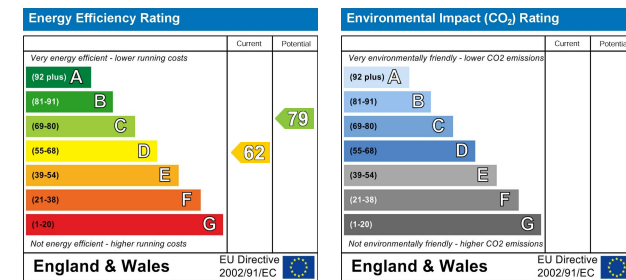 Energy Efficiency Rating
Current Potential
Very energy efficient - lower running costs
(92 plus) A
(81-91) B
(69-80) C
79
(55-68) D
62
(39-54) E
(21-38) F
(1-20) G
Not energy efficient - higher running costs
England & Wales
EU Directive
2002/91/EC
Environmental Impact (CO2) Rating
Current Potential
Very environmentally friendly - lower CO2 emissions
(92 plus) A
(81-91) B
(69-80) C
(55-68) D
(39-54) E
(21-38) F
(1-20) G
Not environmentally friendly - higher CO2 emissions
England & Wales
EU Directive
2002/91/EC